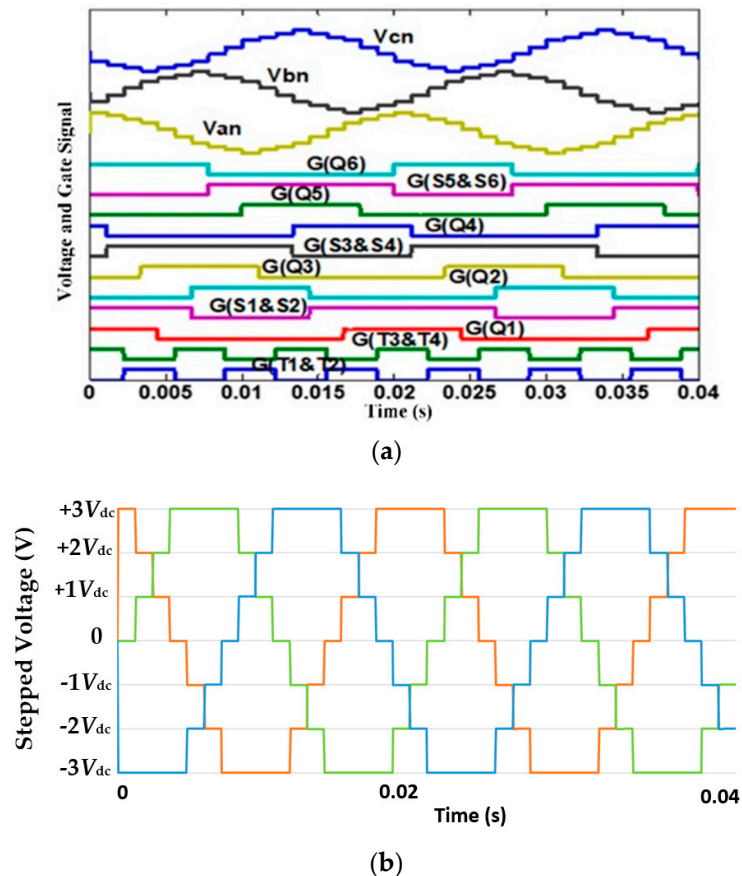 Voltage and Gate Signal
Vcn
Vbn
Van
G(Q6)
G(S5&S6)
G(Q5)
G(Q4)
G(S3&S4)
G(Q3)
G(Q2)
G(S1&S2)
G(Q1)
G(T3&T4)
G(T1&T2)
0 0.005 0.01 0.015 0.02 0.025 0.03 0.035 0.04
Time (s)
(a)
Stepped Voltage (V)
+3Vdc
+2Vdc
+1Vdc
0
-1Vdc
-2Vdc
-3Vdc
0 0.02 0.04
Time (s)
(b)